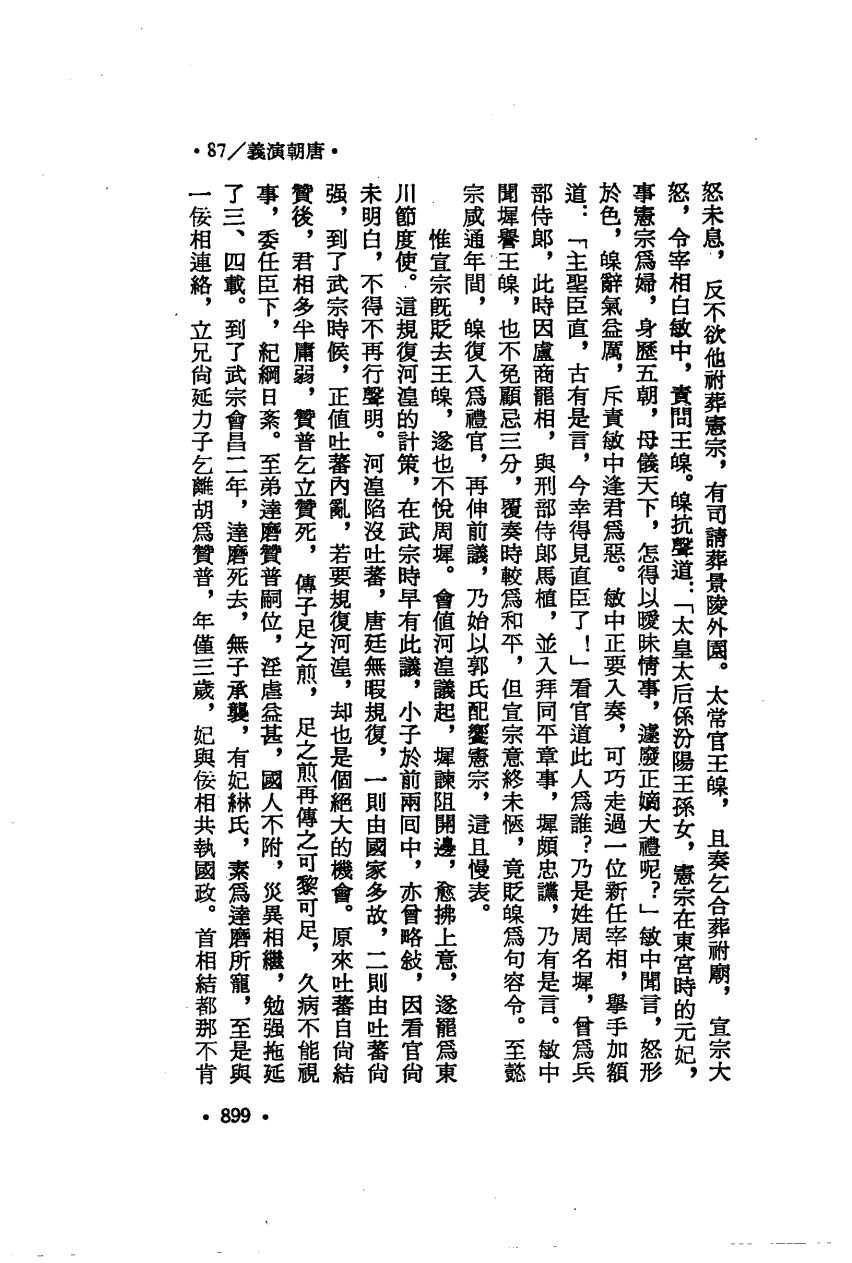 •87／義演朝唐•
怒未息，反不欲他祔葬憲宗，有司請葬景陵外園。太常官王皞，且奏乞合葬祔廟，宣宗大
怒，令宰相白敏中，責問王皞。皞抗聲道：「太皇太后係汾陽王孫女，憲宗在東宮時的元妃，
事憲宗爲婦，身歷五朝，母儀天下，怎得以曖昧情事，遽廢正嫡大禮呢？」敏中聞言，怒形
於色，皞辭氣益厲，斥責敏中逢君爲惡。敏中正要入奏，可巧走過一位新任宰相，舉手加額
道：「主聖臣直，古有是言，今幸得見直臣了！」看官道此人爲誰？乃是姓周名墀，曾爲兵
部侍郞，此時因盧商罷相，與刑部侍郞馬植，並入拜同平章事，墀頗忠讜，乃有是言。敏中
聞墀譽王皞，也不免顧忌三分，覆奏時較爲和平，但宣宗意終未愜，竟貶皞爲句容令。至懿
宗咸通年間，皞復入爲禮官，再伸前議，乃始以郭氏配饗憲宗，這且慢表。
惟宣宗旣貶去王皞，遂也不悅周墀。會値河湟議起，墀諫阻開邊，愈拂上意，遂罷爲東
川節度使。這規復河湟的計策，在武宗時早有此議，小子於前兩回中，亦曾略敍，因看官尙
未明白，不得不再行聲明。河湟陷沒吐蕃，唐廷無暇規復，一則由國家多故，二則由吐蕃尙
强，到了武宗時候，正值吐蕃內亂，若要規復河湟，却也是個絕大的機會。原來吐蕃自尙結
贊後，君相多半庸弱，贊普乞立贊死，傳子足之煎，足之煎再傳之可黎可足，久病不能視
事，委任臣下，紀綱日紊。至弟達磨贊普嗣位，淫虐益甚，國人不附，災異相繼，勉强拖延
了三、四載。到了武宗會昌二年，達磨死去，無子承襲，有妃綝氏，素爲達磨所寵，至是與
一佞相連絡，立兄尙延力子乞離胡爲贊普，年僅三歲，妃與佞相共執國政。首相結都那不肯
•899•